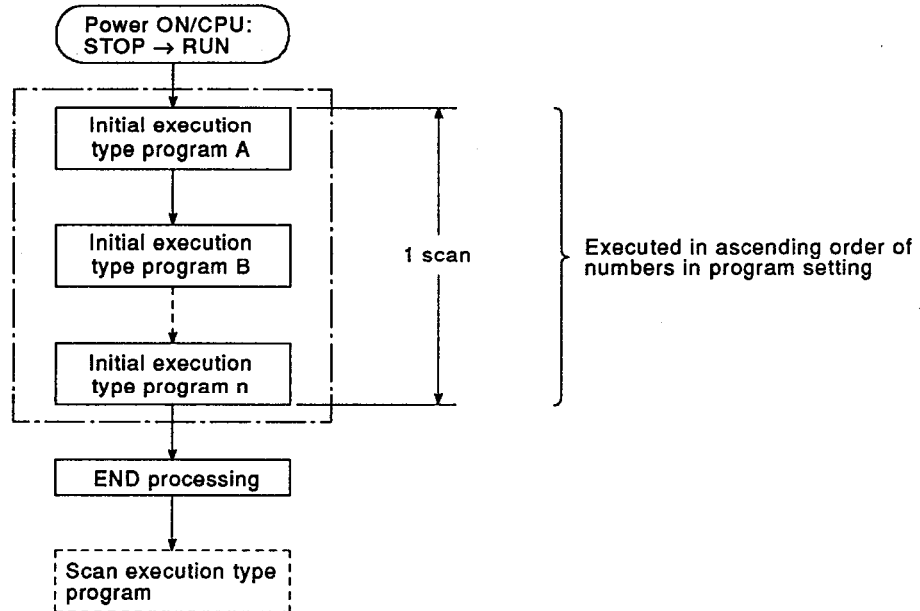 Power ON/CPU:
STOP → RUN
Initial execution
type program A
Initial execution
type program B
1 scan
Executed in ascending order of
numbers in program setting
Initial execution
type program n
END processing
Scan execution type
program